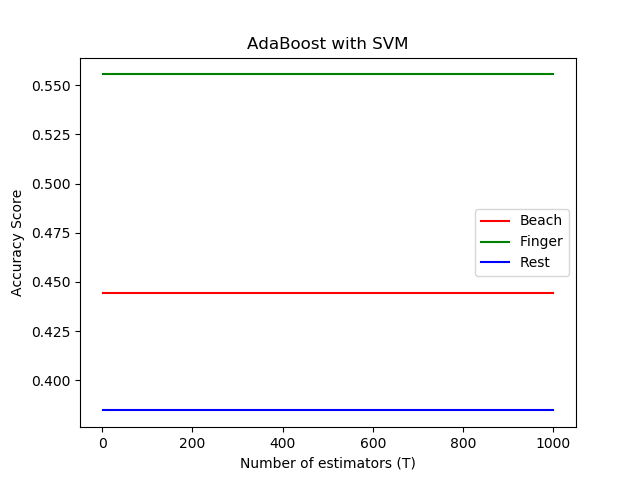 AdaBoost with SVM
Accuracy Score
0.550
0.525
0.500
0.475
0.450
0.425
0.400
Beach
Finger
Rest
0 200 400 600 800 1000
Number of estimators (T)